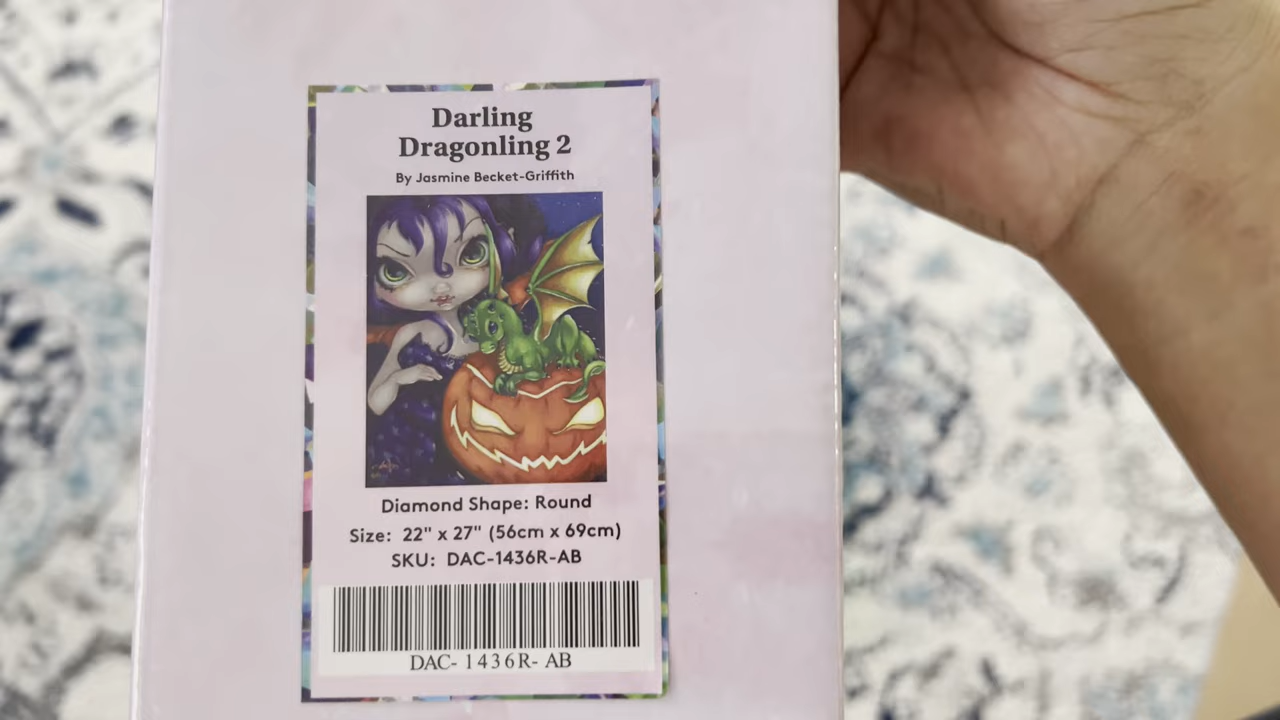 Darling
Dragonling 2
By Jasmine Becket-Griffith
Diamond Shape: Round
Size: 22" x 27" (56cm x 69cm)
SKU: DAC-1436R-AB
DAC- 1436R- AB